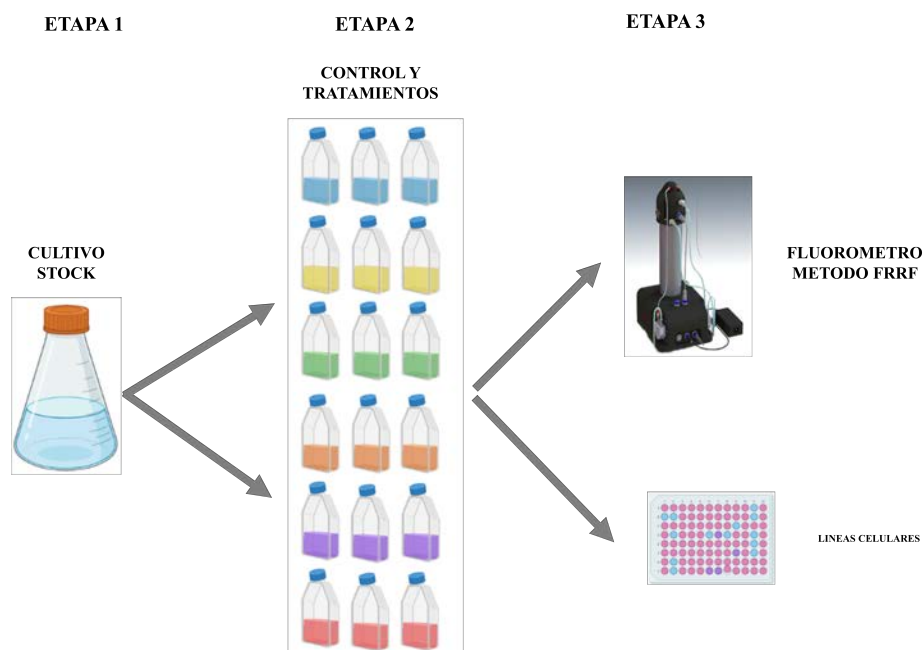 ETAPA 1
ETAPA 2
ETAPA 3
CONTROL Y
TRATAMIENTOS
CULTIVO
STOCK
FLUOROMETRO
METODO FRRF
LINEAS CELULARES